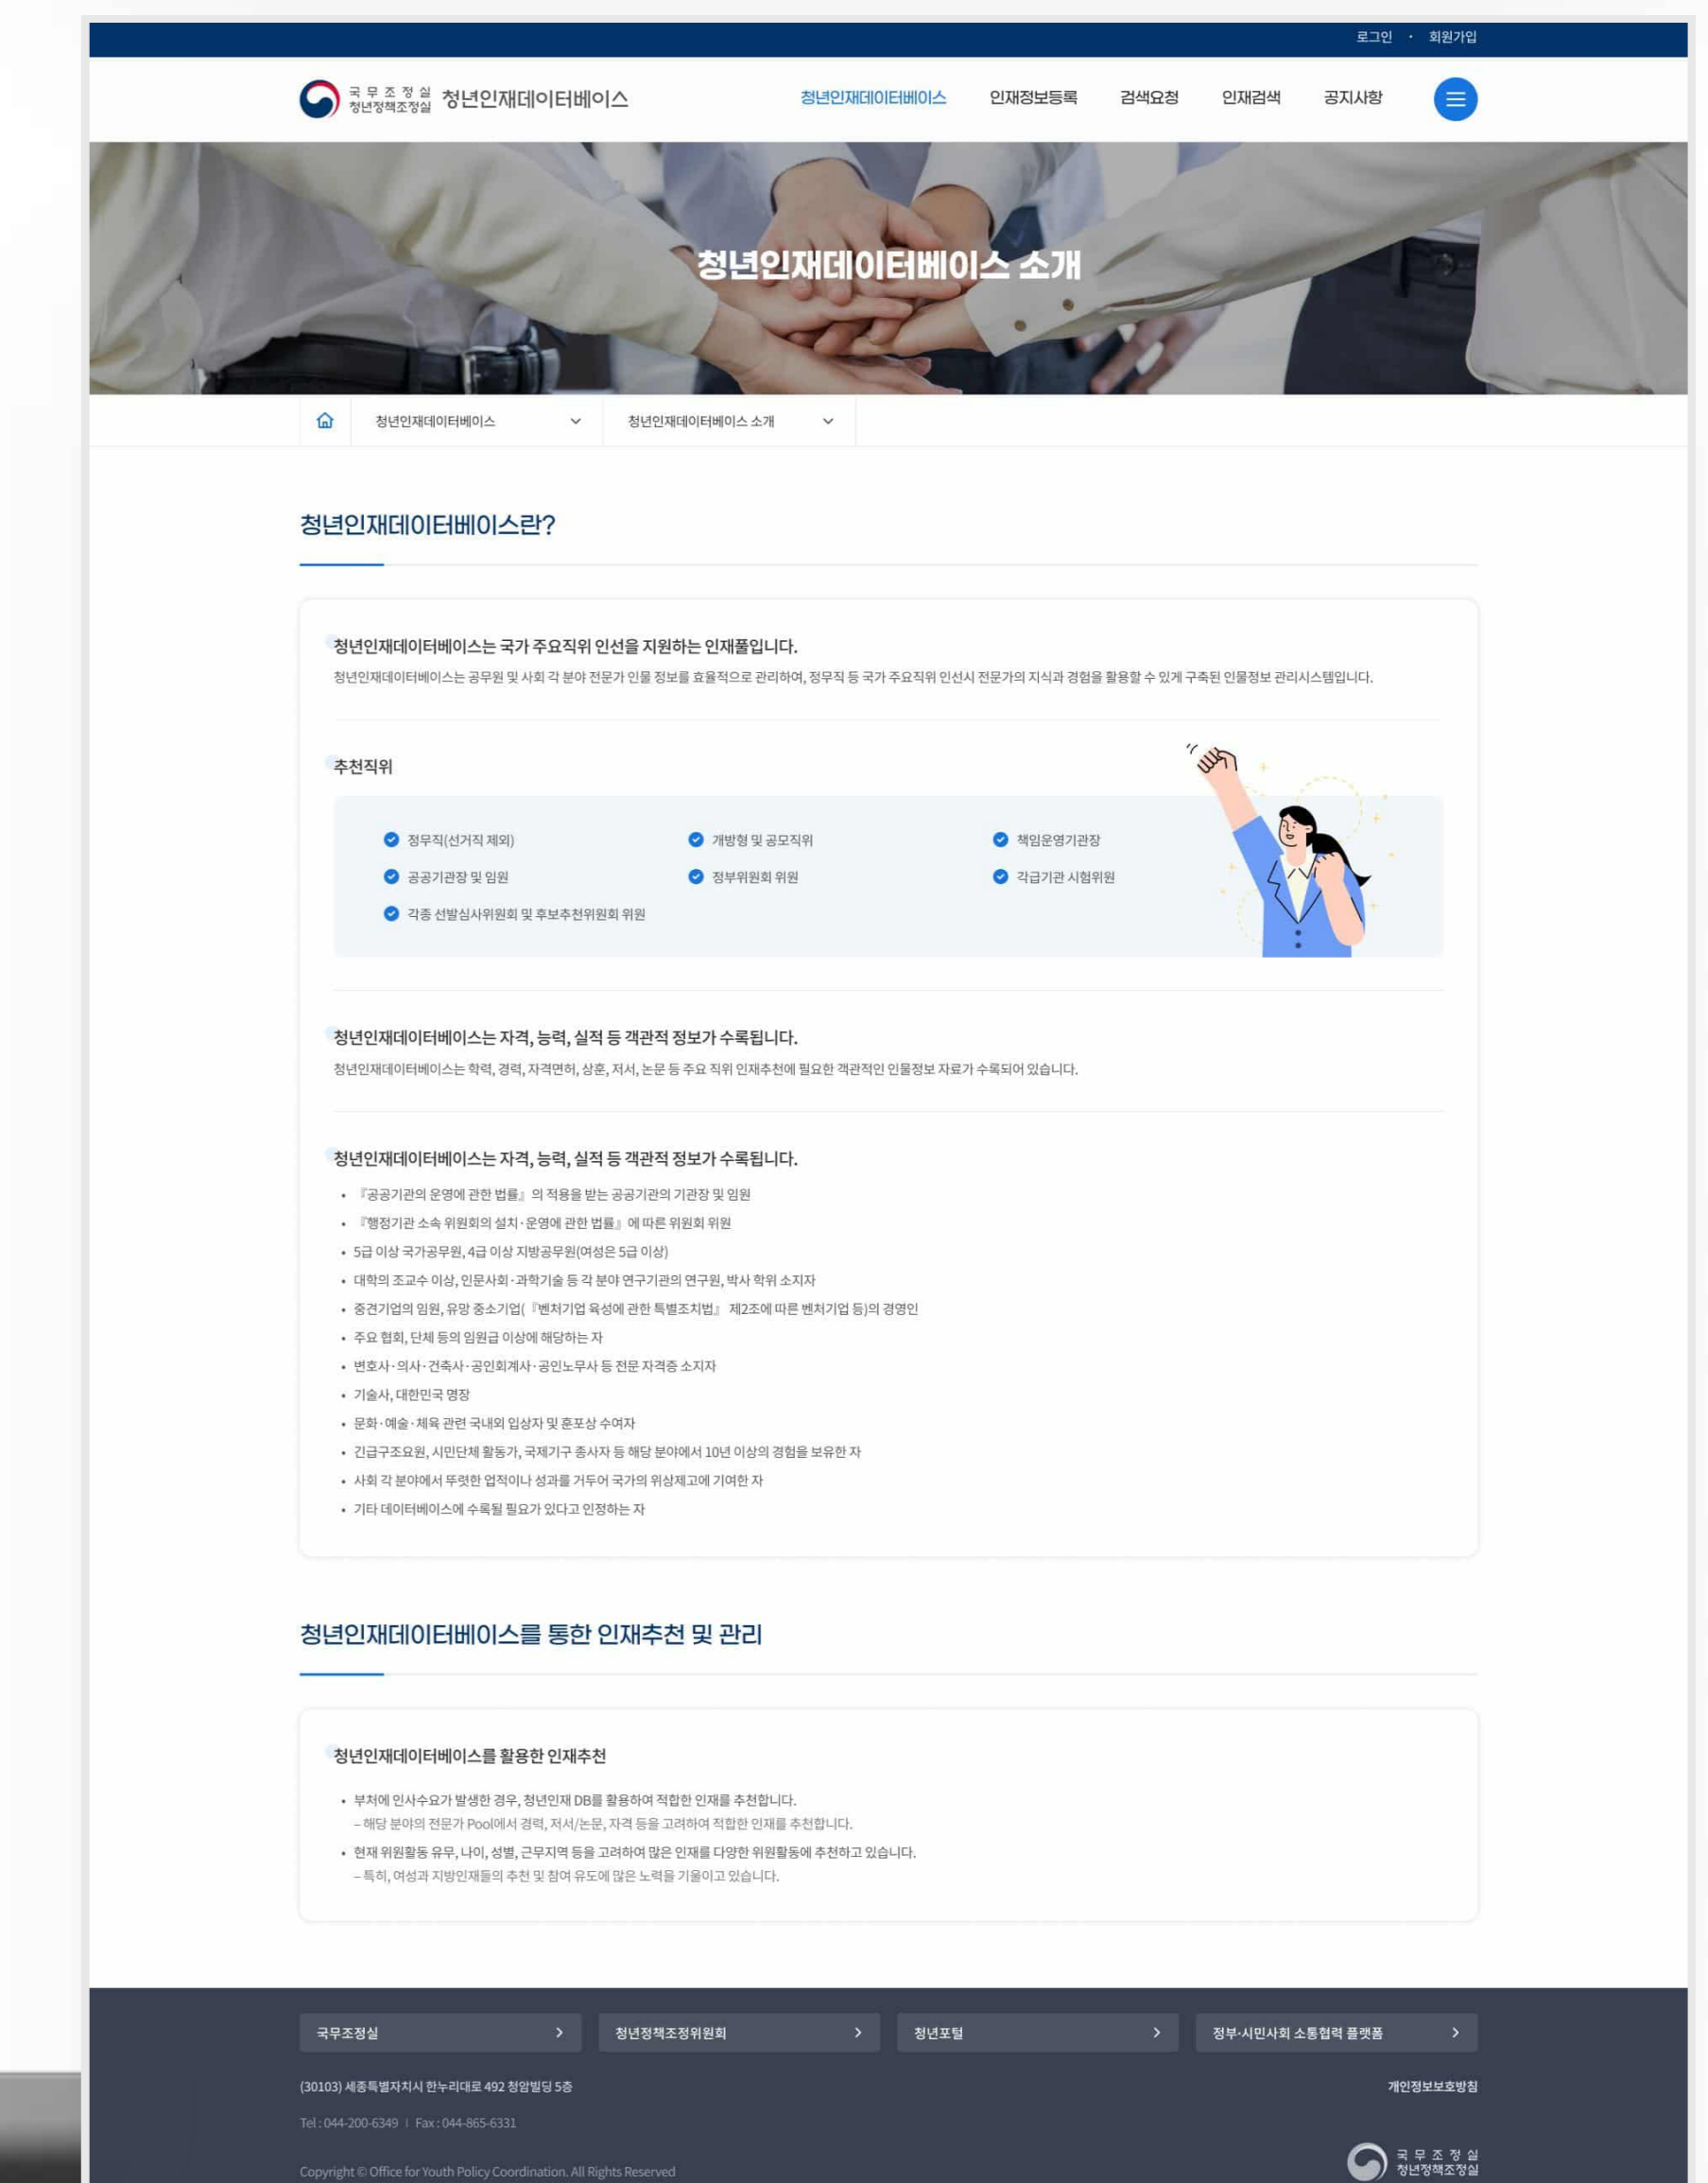 로그인 · 회원가입
국무조정실
청년정책조정실
청년인재데이터베이스
청년인재데이터베이스 인재정보등록 검색요청 인재검색 공지사항
청년인재데이터베이스 소개
청년인재데이터베이스 청년인재데이터베이스 소개
청년인재데이터베이스란?
청년인재데이터베이스는 국가 주요직위 인선을 지원하는 인재풀입니다.
청년인재데이터베이스는 공무원 및 사회 각 분야 전문가 인물 정보를 효율적으로 관리하여, 정무직 등 국가 주요직위 인선시 전문가의 지식과 경험을 활용할 수 있게 구축된 인물정보 관리시스템입니다.
추천직위
정무직(선거직 제외) 개방형 및 공모직위 책임운영기관장
공공기관장 및 임원 정부위원회 위원 각급기관 시험위원
각종 선발심사위원회 및 후보추천위원회 위원
청년인재데이터베이스는 자격, 능력, 실적 등 객관적 정보가 수록됩니다.
청년인재데이터베이스는 학력, 경력, 자격면허, 상훈, 저서, 논문 등 주요 직위 인재추천에 필요한 객관적인 인물정보 자료가 수록되어 있습니다.
청년인재데이터베이스는 자격, 능력, 실적 등 객관적 정보가 수록됩니다.
• 『공공기관의 운영에 관한 법률』의 적용을 받는 공공기관의 기관장 및 임원
• 『행정기관 소속 위원회의 설치·운영에 관한 법률』에 따른 위원회 위원
• 5급 이상 국가공무원, 4급 이상 지방공무원(여성은 5급 이상)
• 대학의 조교수 이상, 인문사회·과학기술 등 각 분야 연구기관의 연구원, 박사 학위 소지자
• 중견기업의 임원, 유망 중소기업(『벤처기업 육성에 관한 특별조치법』 제2조에 따른 벤처기업 등)의 경영인
• 주요 협회, 단체 등의 임원급 이상에 해당하는 자
• 변호사·의사·건축사·공인회계사·공인노무사 등 전문 자격증 소지자
• 기술사, 대한민국 명장
• 문화·예술·체육 관련 국내외 입상자 및 훈포상 수여자
• 긴급구조요원, 시민단체 활동가, 국제기구 종사자 등 해당 분야에서 10년 이상의 경험을 보유한 자
• 사회 각 분야에서 뚜렷한 업적이나 성과를 거두어 국가의 위상제고에 기여한 자
• 기타 데이터베이스에 수록될 필요가 있다고 인정하는 자
청년인재데이터베이스를 통한 인재추천 및 관리
청년인재데이터베이스를 활용한 인재추천
• 부처에 인사수요가 발생한 경우, 청년인재 DB를 활용하여 적합한 인재를 추천합니다.
– 해당 분야의 전문가 Pool에서 경력, 저서/논문, 자격 등을 고려하여 적합한 인재를 추천합니다.
• 현재 위원활동 유무, 나이, 성별, 근무지역 등을 고려하여 많은 인재를 다양한 위원활동에 추천하고 있습니다.
– 특히, 여성과 지방인재들의 추천 및 참여 유도에 많은 노력을 기울이고 있습니다.
국무조정실 청년정책조정위원회 청년포털 정부·시민사회 소통협력 플랫폼
(30103) 세종특별자치시 한누리대로 492 청암빌딩 5층 개인정보보호방침
Tel : 044-200-6349 | Fax : 044-865-6331
국무조정실
청년정책조정실
Copyright © Office for Youth Policy Coordination. All Rights Reserved